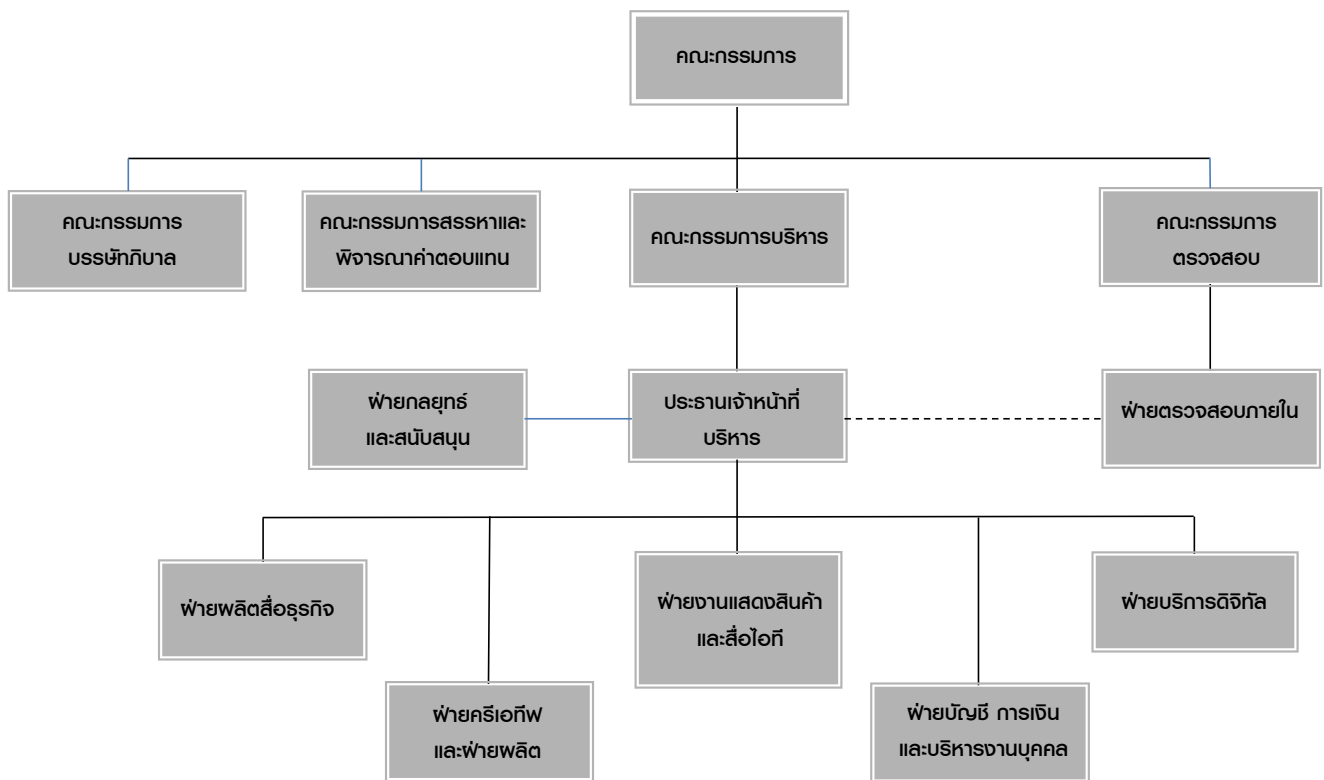 คณะกรรมการ
คณะกรรมการ
บรรษัทภิบาล
คณะกรรมการสรรหาและ
พิจารณาค่าตอบแทน
คณะกรรมการบริหาร
คณะกรรมการ
ตรวจสอบ
ฝ่ายกลยุทธ์
และสนับสนุน
ประธานเจ้าหน้าที่
บริหาร
ฝ่ายตรวจสอบภายใน
ฝ่ายผลิตสื่อธุรกิจ
ฝ่ายงานแสดงสินค้า
และสื่อไอที
ฝ่ายบริการดิจิทัล
ฝ่ายครีเอทีฟ
และฝ่ายผลิต
ฝ่ายบัญชี การเงิน
และบริหารงานบุคคล